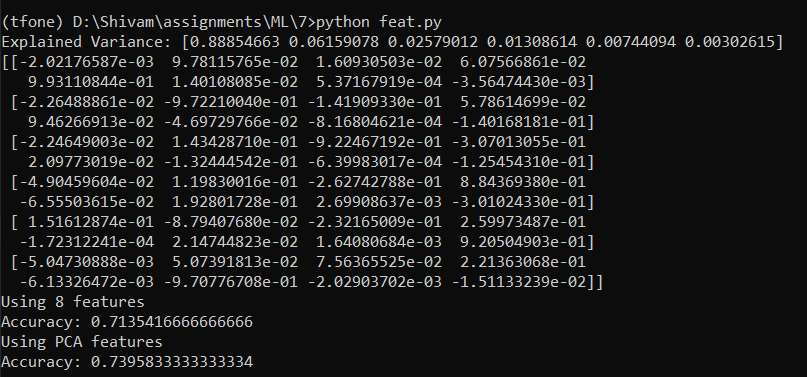 (tfone) D:\Shivam\assignments\ML\7>python feat.py
Explained Variance: [0.88854663 0.06159078 0.02579012 0.01308614 0.00744094 0.00302615]
[[-2.02176587e-03  9.78115765e-02  1.60930503e-02  6.07566861e-02
   9.93110844e-01  1.40108085e-02  5.37167919e-04 -3.56474430e-03]
 [-2.26488861e-02 -9.72210040e-01 -1.41909330e-01  5.78614699e-02
   9.46266913e-02 -4.69729766e-02 -8.16804621e-04 -1.40168181e-01]
 [-2.24649003e-02  1.43428710e-01 -9.22467192e-01 -3.07013055e-01
   2.09773019e-02 -1.32444542e-01 -6.39983017e-04 -1.25454310e-01]
 [-4.90459604e-02  1.19830016e-01 -2.62742788e-01  8.84369380e-01
  -6.55503615e-02  1.92801728e-01  2.69908637e-03 -3.01024330e-01]
 [ 1.51612874e-01 -8.79407680e-02 -2.32165009e-01  2.59973487e-01
  -1.72312241e-04  2.14744823e-02  1.64080684e-03  9.20504903e-01]
 [-5.04730888e-03  5.07391813e-02  7.56365525e-02  2.21363068e-01
  -6.13326472e-03 -9.70776708e-01 -2.02903702e-03 -1.51133239e-02]]
Using 8 features
Accuracy: 0.7135416666666666
Using PCA features
Accuracy: 0.7395833333333334